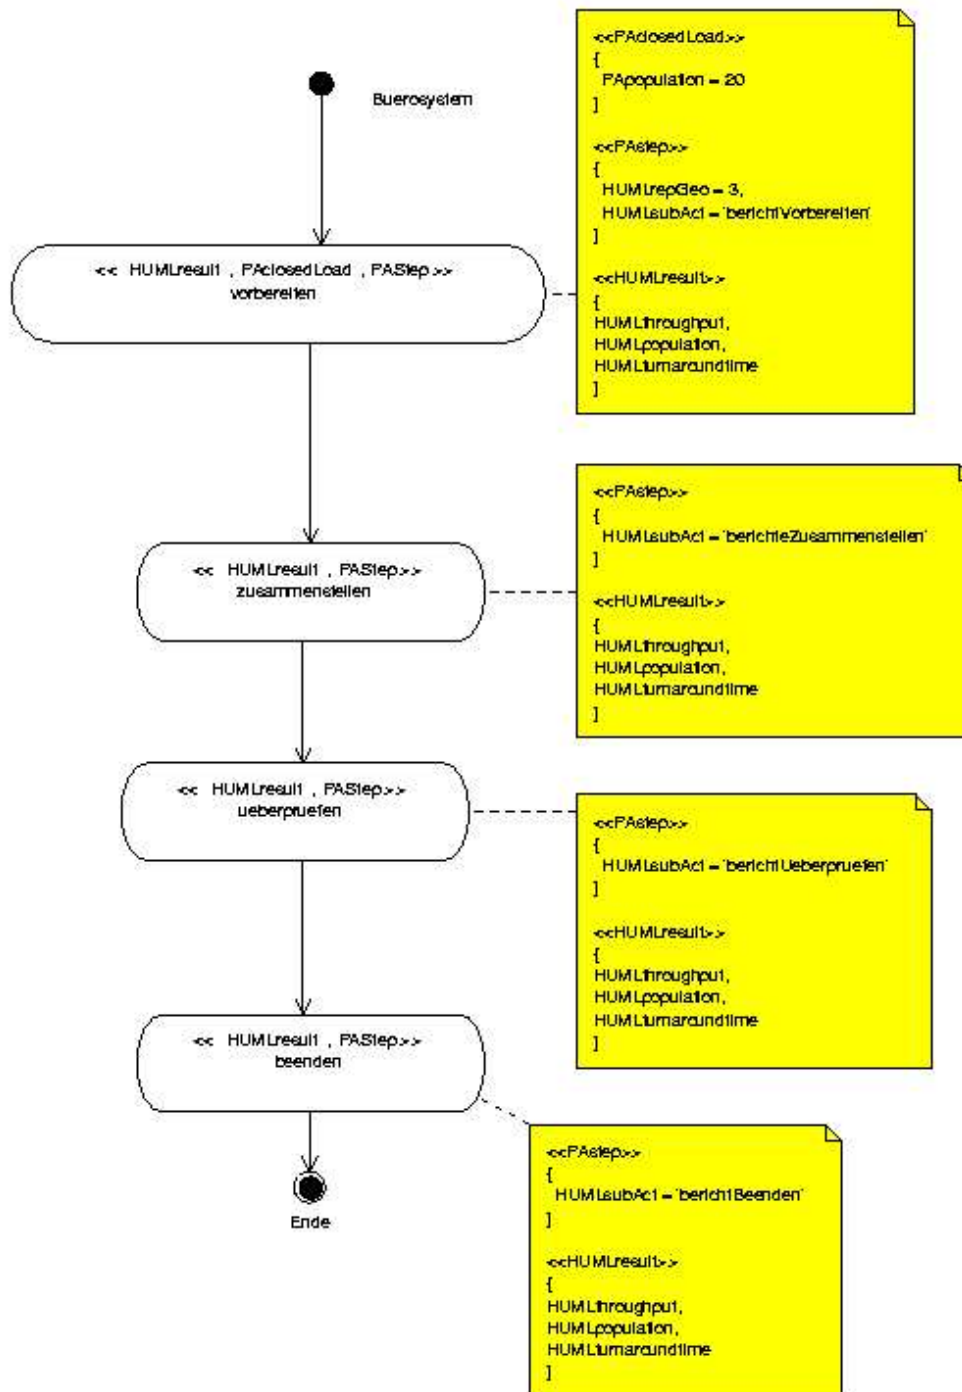 Buerosystem
<<PAclosedLoad>>
{
PApopulation = 20
}
<<PAstep>>
{
HUMLrepGeo = 3,
HUMLsubAct = 'berichtVorbereiten'
}
<<HUMLresult>>
{
HUMLthroughput,
HUMLpopulation,
HUMLturnaroundtime
}
<< HUMLresult , PAclosedLoad , PAStep>>
vorbereiten
<<PAstep>>
{
HUMLsubAct = 'berichteZusammenstellen'
}
<<HUMLresult>>
{
HUMLthroughput,
HUMLpopulation,
HUMLturnaroundtime
}
<< HUMLresult , PAStep>>
zusammenstellen
<< HUMLresult , PAStep>>
ueberpruefen
<<PAstep>>
{
HUMLsubAct = 'berichtUeberpruefen'
}
<<HUMLresult>>
{
HUMLthroughput,
HUMLpopulation,
HUMLturnaroundtime
}
<< HUMLresult , PAStep>>
beenden
<<PAstep>>
{
HUMLsubAct = 'berichtBeenden'
}
<<HUMLresult>>
{
HUMLthroughput,
HUMLpopulation,
HUMLturnaroundtime
}
Ende